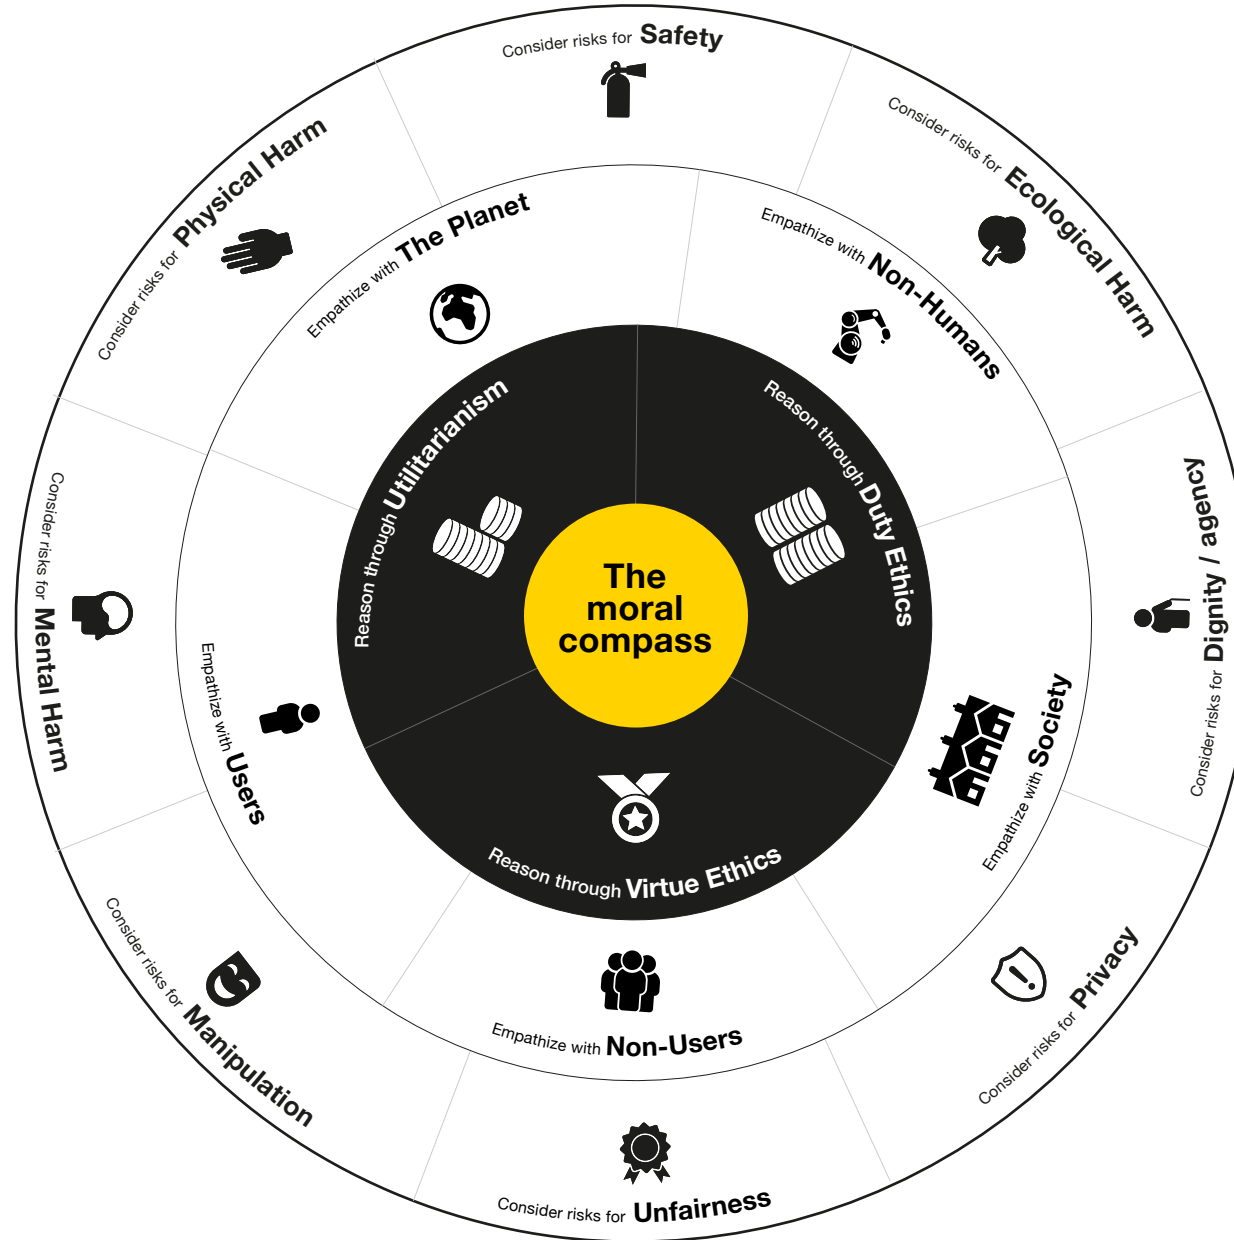 Consider risks for Safety
Consider risks for Ecological Harm
Consider risks for Dignity / agency
Consider risks for Privacy
Consider risks for Unfairness
Consider risks for Manipulation
Consider risks for Mental Harm
Consider risks for Physical Harm
Empathize with The Planet
Empathize with Non-Humans
Empathize with Society
Empathize with Non-Users
Empathize with Users
Reason through Utilitarianism
Reason through Duty Ethics
Reason through Virtue Ethics
The
moral
compass